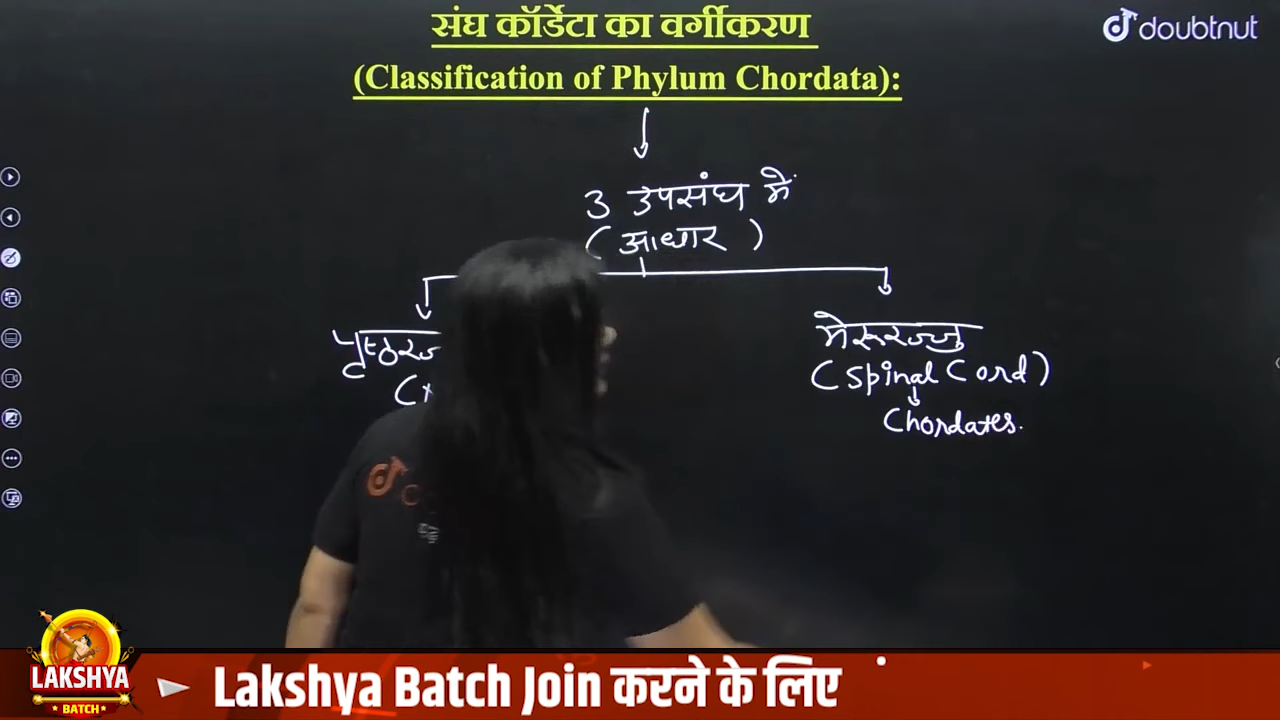 संघ कॉर्डेटा का वर्गीकरण
doubtnut
(Classification of Phylum Chordata):
3 उपसंघ में
(आधार)
मेरूरज्जु
(Spinal Cord)
Chordates.
LAKSHYA
BATCH
Lakshya Batch Join करने के लिए